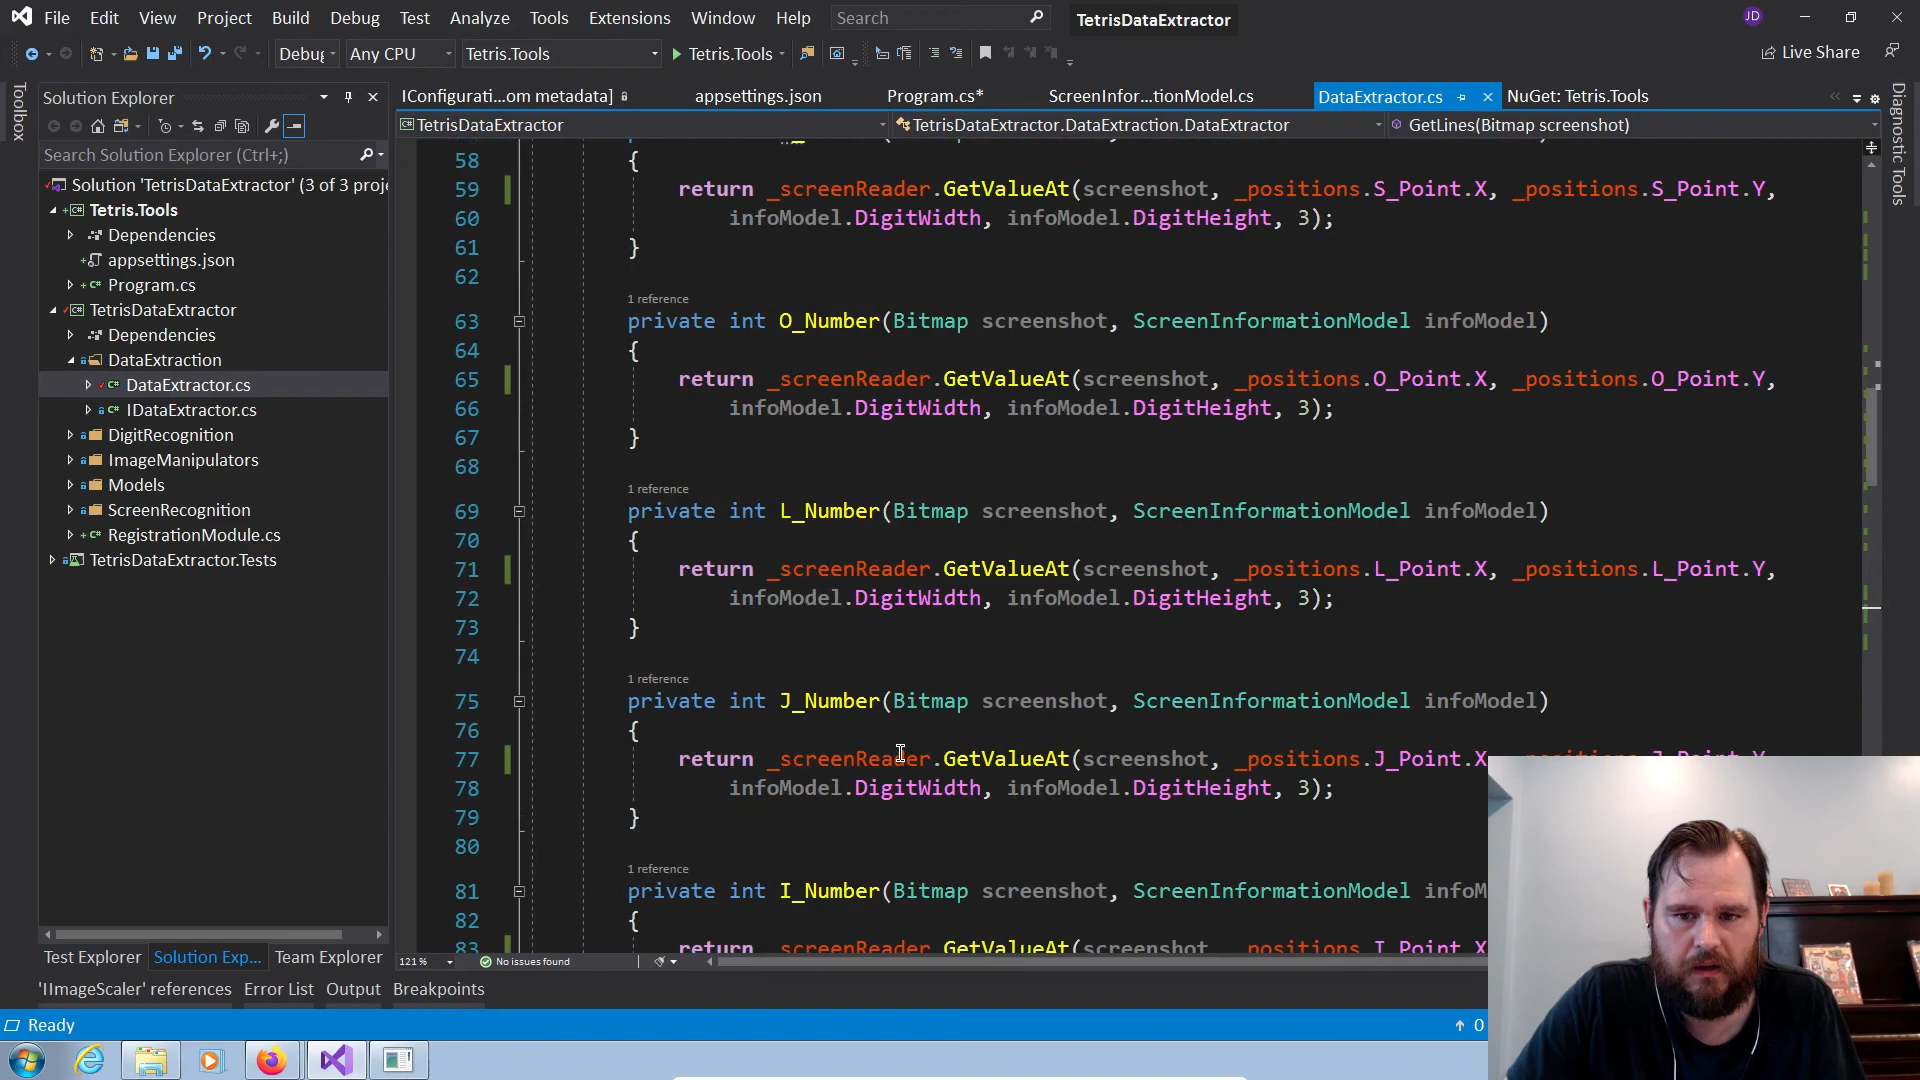 File Edit View Project Build Debug Test Analyze Tools Extensions Window Help Search TetrisDataExtractor JD
Debug Any CPU Tetris.Tools Tetris.Tools Live Share
Toolbox
Solution Explorer
Search Solution Explorer (Ctrl+;)
Solution 'TetrisDataExtractor' (3 of 3 proje
Tetris.Tools
Dependencies
appsettings.json
Program.cs
TetrisDataExtractor
Dependencies
DataExtraction
DataExtractor.cs
IDataExtractor.cs
DigitRecognition
ImageManipulators
Models
ScreenRecognition
RegistrationModule.cs
TetrisDataExtractor.Tests
Test Explorer Solution Exp... Team Explorer
IConfigurati...om metadata] appsettings.json Program.cs* ScreenInfor...tionModel.cs DataExtractor.cs NuGet: Tetris.Tools
TetrisDataExtractor TetrisDataExtractor.DataExtraction.DataExtractor GetLines(Bitmap screenshot)
58 {
59 return _screenReader.GetValueAt(screenshot, _positions.S_Point.X, _positions.S_Point.Y,
60 infoModel.DigitWidth, infoModel.DigitHeight, 3);
61 }
62
1 reference
63 private int O_Number(Bitmap screenshot, ScreenInformationModel infoModel)
64 {
65 return _screenReader.GetValueAt(screenshot, _positions.O_Point.X, _positions.O_Point.Y,
66 infoModel.DigitWidth, infoModel.DigitHeight, 3);
67 }
68
1 reference
69 private int L_Number(Bitmap screenshot, ScreenInformationModel infoModel)
70 {
71 return _screenReader.GetValueAt(screenshot, _positions.L_Point.X, _positions.L_Point.Y,
72 infoModel.DigitWidth, infoModel.DigitHeight, 3);
73 }
74
1 reference
75 private int J_Number(Bitmap screenshot, ScreenInformationModel infoModel)
76 {
77 return _screenReader.GetValueAt(screenshot, _positions.J_Point.X
78 infoModel.DigitWidth, infoModel.DigitHeight, 3);
79 }
80
1 reference
81 private int I_Number(Bitmap screenshot, ScreenInformationModel infoM
82 {
83 return _screenReader.GetValueAt(screenshot, _positions.I_Point.X
121 % No issues found
Diagnostic Tools
'IImageScaler' references Error List Output Breakpoints
Ready 0